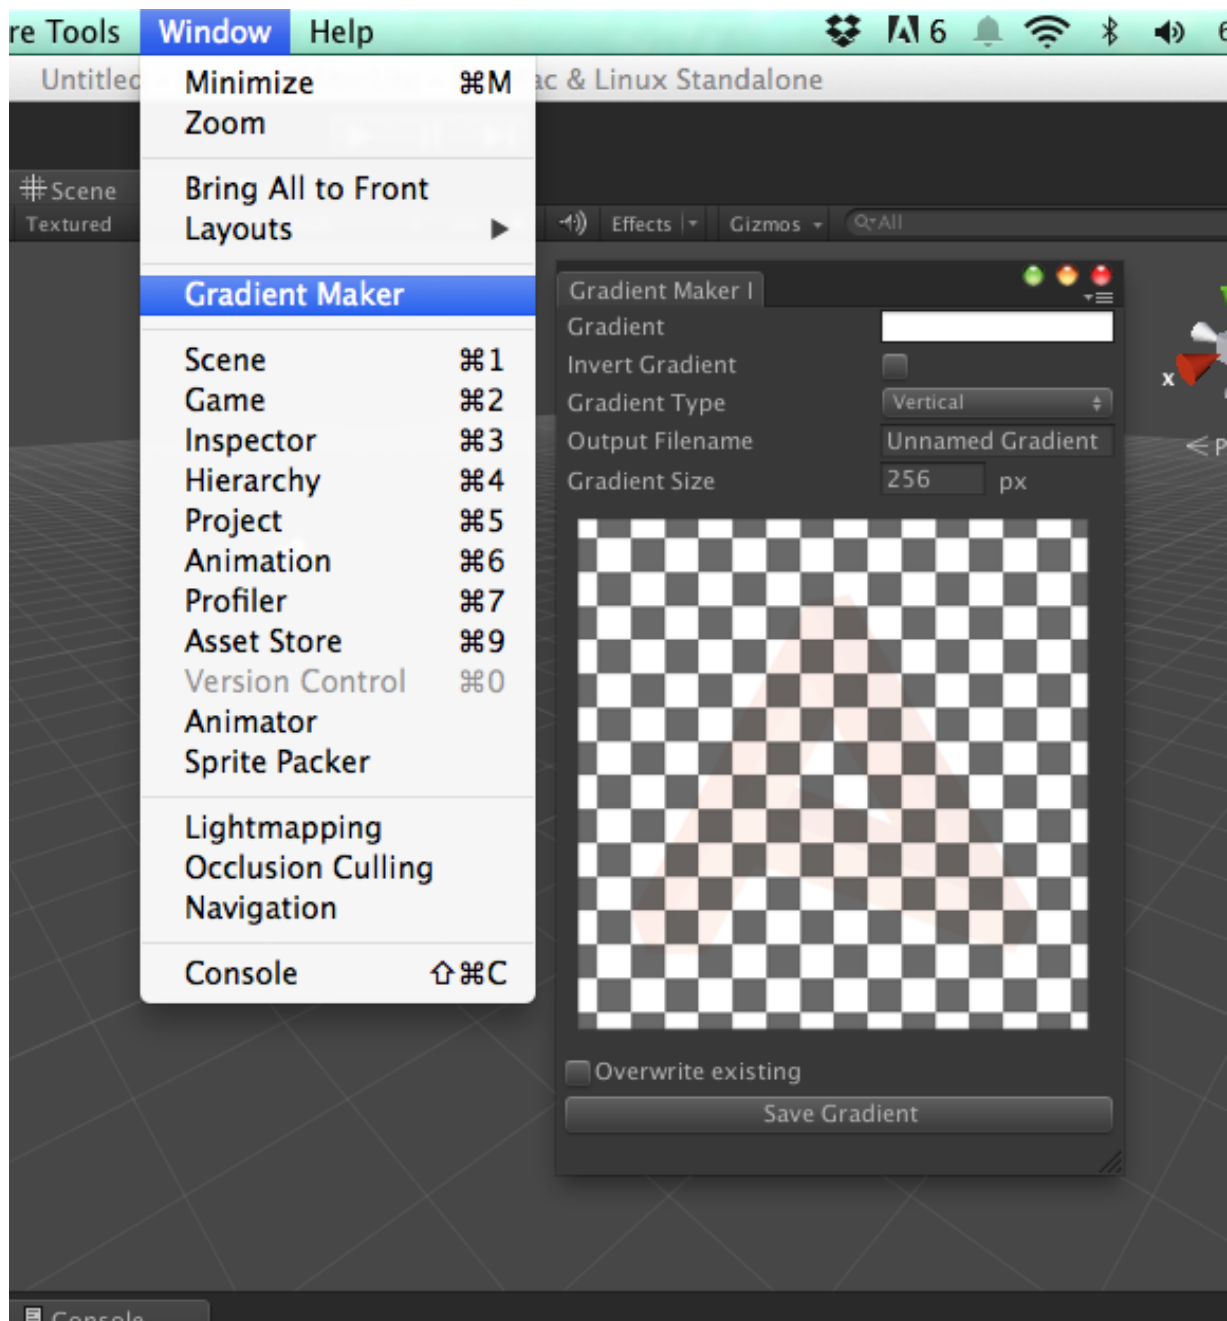 re Tools Window Help 6 6
Untitled ac & Linux Standalone
Minimize ⌘M
Zoom
Bring All to Front
Layouts ▶
Gradient Maker
Scene ⌘1
Game ⌘2
Inspector ⌘3
Hierarchy ⌘4
Project ⌘5
Animation ⌘6
Profiler ⌘7
Asset Store ⌘9
Version Control ⌘0
Animator
Sprite Packer
Lightmapping
Occlusion Culling
Navigation
Console ⇧⌘C
Scene
Textured Effects Gizmos All
Gradient Maker I
Gradient
Invert Gradient
Gradient Type Vertical
Output Filename Unnamed Gradient
Gradient Size 256 px
Overwrite existing
Save Gradient
x
< P
Console